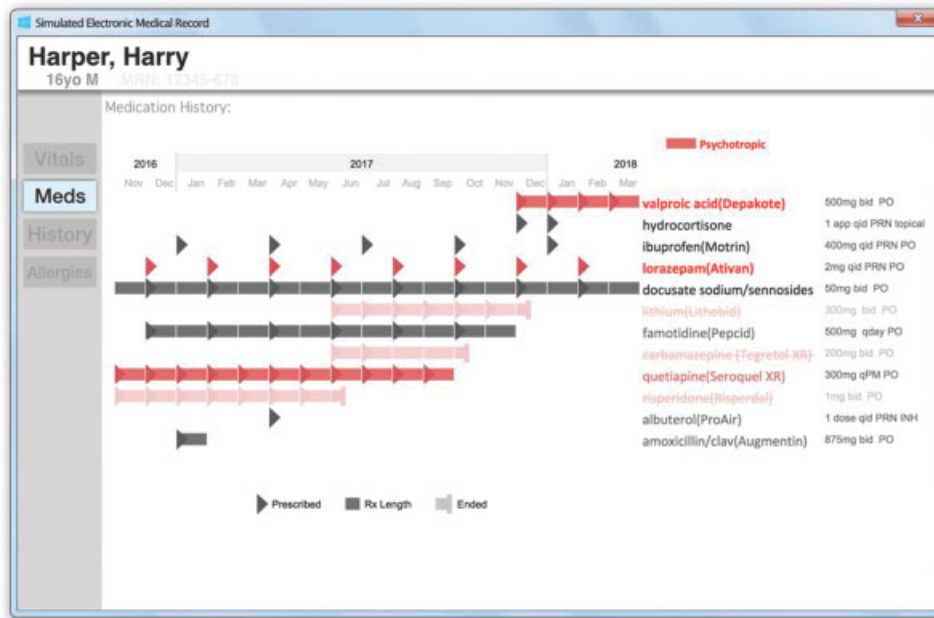 Simulated Electronic Medical Record
Harper, Harry
16yo M MRN: 12345-678
Medication History:
Vitals
Meds
History
Allergies
Psychotropic
2016 2017 2018
Nov Dec Jan Feb Mar Apr May Jun Jul Aug Sep Oct Nov Dec Jan Feb Mar
valproic acid(Depakote) 500mg bid PO
hydrocortisone 1 app qid PRN topical
ibuprofen(Motrin) 400mg qid PRN PO
lorazepam(Ativan) 2mg qid PRN PO
docusate sodium/sennosides 50mg bid PO
lithium(Lithobid) 300mg bid PO
famotidine(Pepcid) 500mg qday PO
carbamazepine (Tegretol XR) 200mg bid PO
quetiapine(Seroquel XR) 300mg qPM PO
risperidone(Risperdal) 1mg bid PO
albuterol(ProAir) 1 dose qid PRN INH
amoxicillin/clav(Augmentin) 875mg bid PO
Prescribed Rx Length Ended